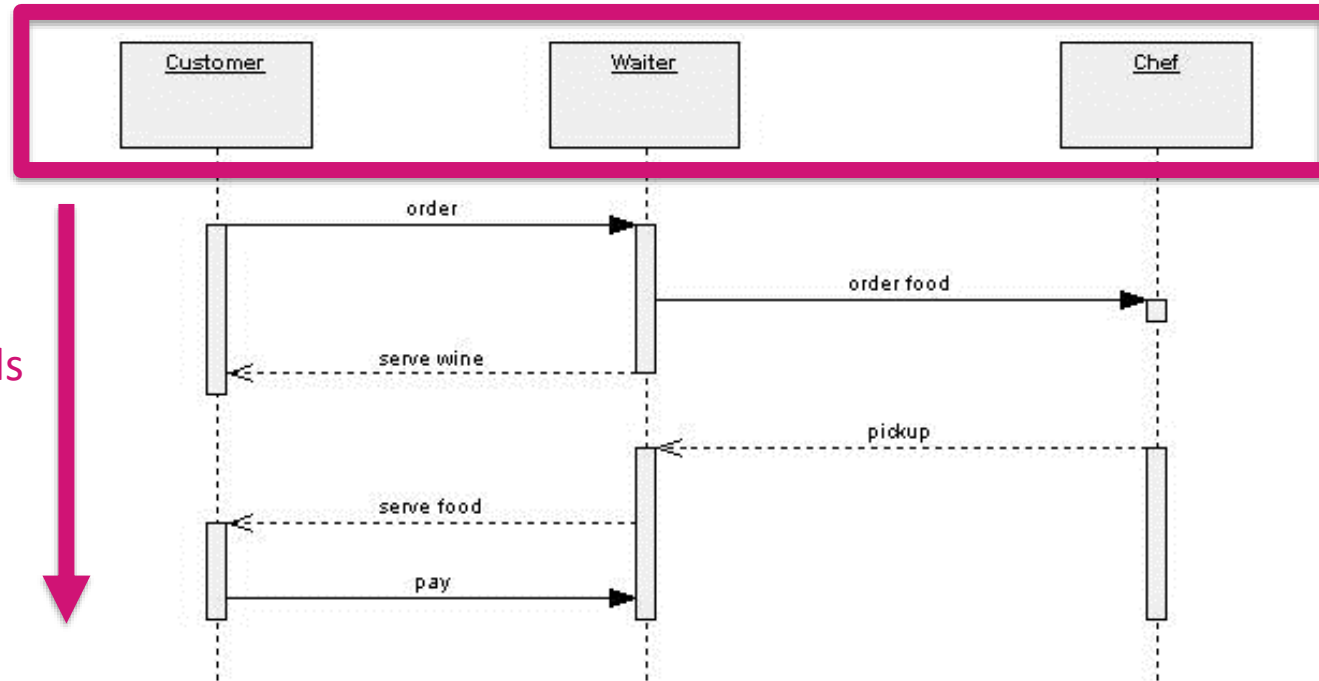 Customer
Waiter
Chef
order
order food
serve wine
pickup
serve food
pay